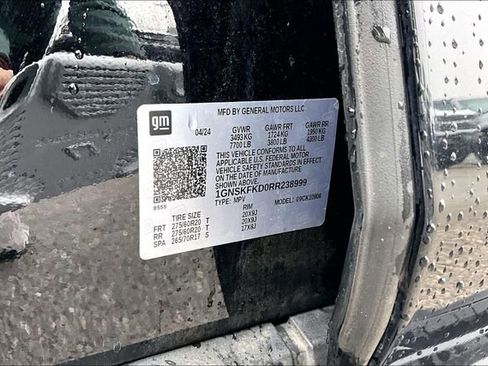 MFD BY GENERAL MOTORS LLC
gm
04/24
GVWR GAWR FRT GAWR RR
3493 KG 1724 KG 1950 KG
7700 LB 3800 LB 4300 LB
THIS VEHICLE CONFORMS TO ALL
APPLICABLE U.S. FEDERAL MOTOR
VEHICLE SAFETY STANDARDS IN EFFECT
ON THE DATE OF MANUFACTURE
SHOWN ABOVE.
1GNSKFKD0RR238999
TYPE: MPV MODEL:
8555
TIRE SIZE RIM
FRT 275/60R20 T 20X9J
RR 275/60R20 T 20X9J
SPA 265/70R17 S 17X8J